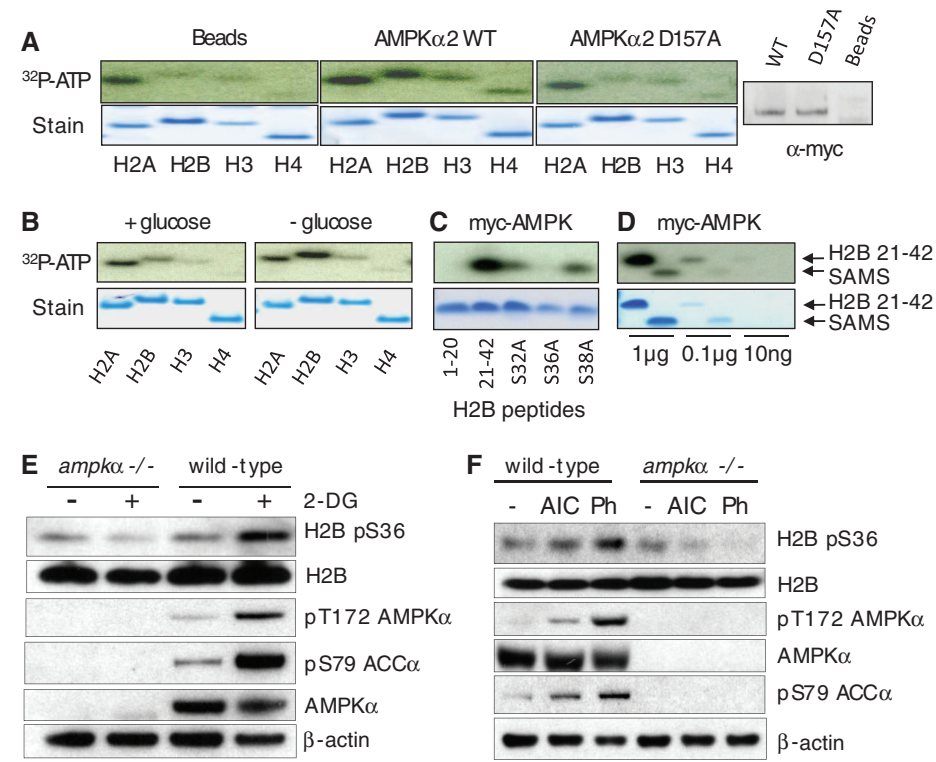 A
Beads
AMPKα2 WT
AMPKα2 D157A
WT
D157A
Beads
³²P-ATP
Stain
H2A H2B H3 H4 H2A H2B H3 H4 H2A H2B H3 H4
α-myc
B
+ glucose
- glucose
³²P-ATP
Stain
H2A
H2B
H3
H4
H2A
H2B
H3
H4
C
myc-AMPK
1-20
21-42
S32A
S36A
S38A
H2B peptides
D
myc-AMPK
H2B 21-42
SAMS
H2B 21-42
SAMS
1µg 0.1µg 10ng
E
ampkα -/- wild -type
- + - + 2-DG
H2B pS36
H2B
pT172 AMPKα
pS79 ACCα
AMPKα
β-actin
F
wild -type ampkα -/-
- AIC Ph - AIC Ph
H2B pS36
H2B
pT172 AMPKα
AMPKα
pS79 ACCα
β-actin